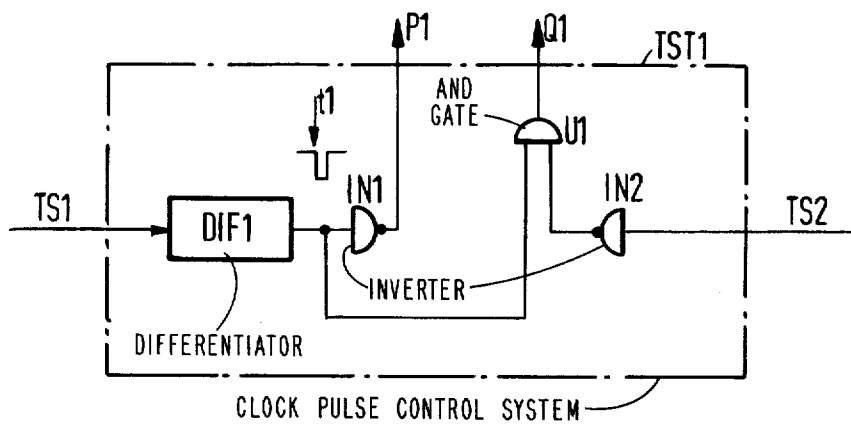 P1
Q1
TST1
AND
GATE
t1
U1
IN1
IN2
TS1
DIF1
TS2
INVERTER
DIFFERENTIATOR
CLOCK PULSE CONTROL SYSTEM